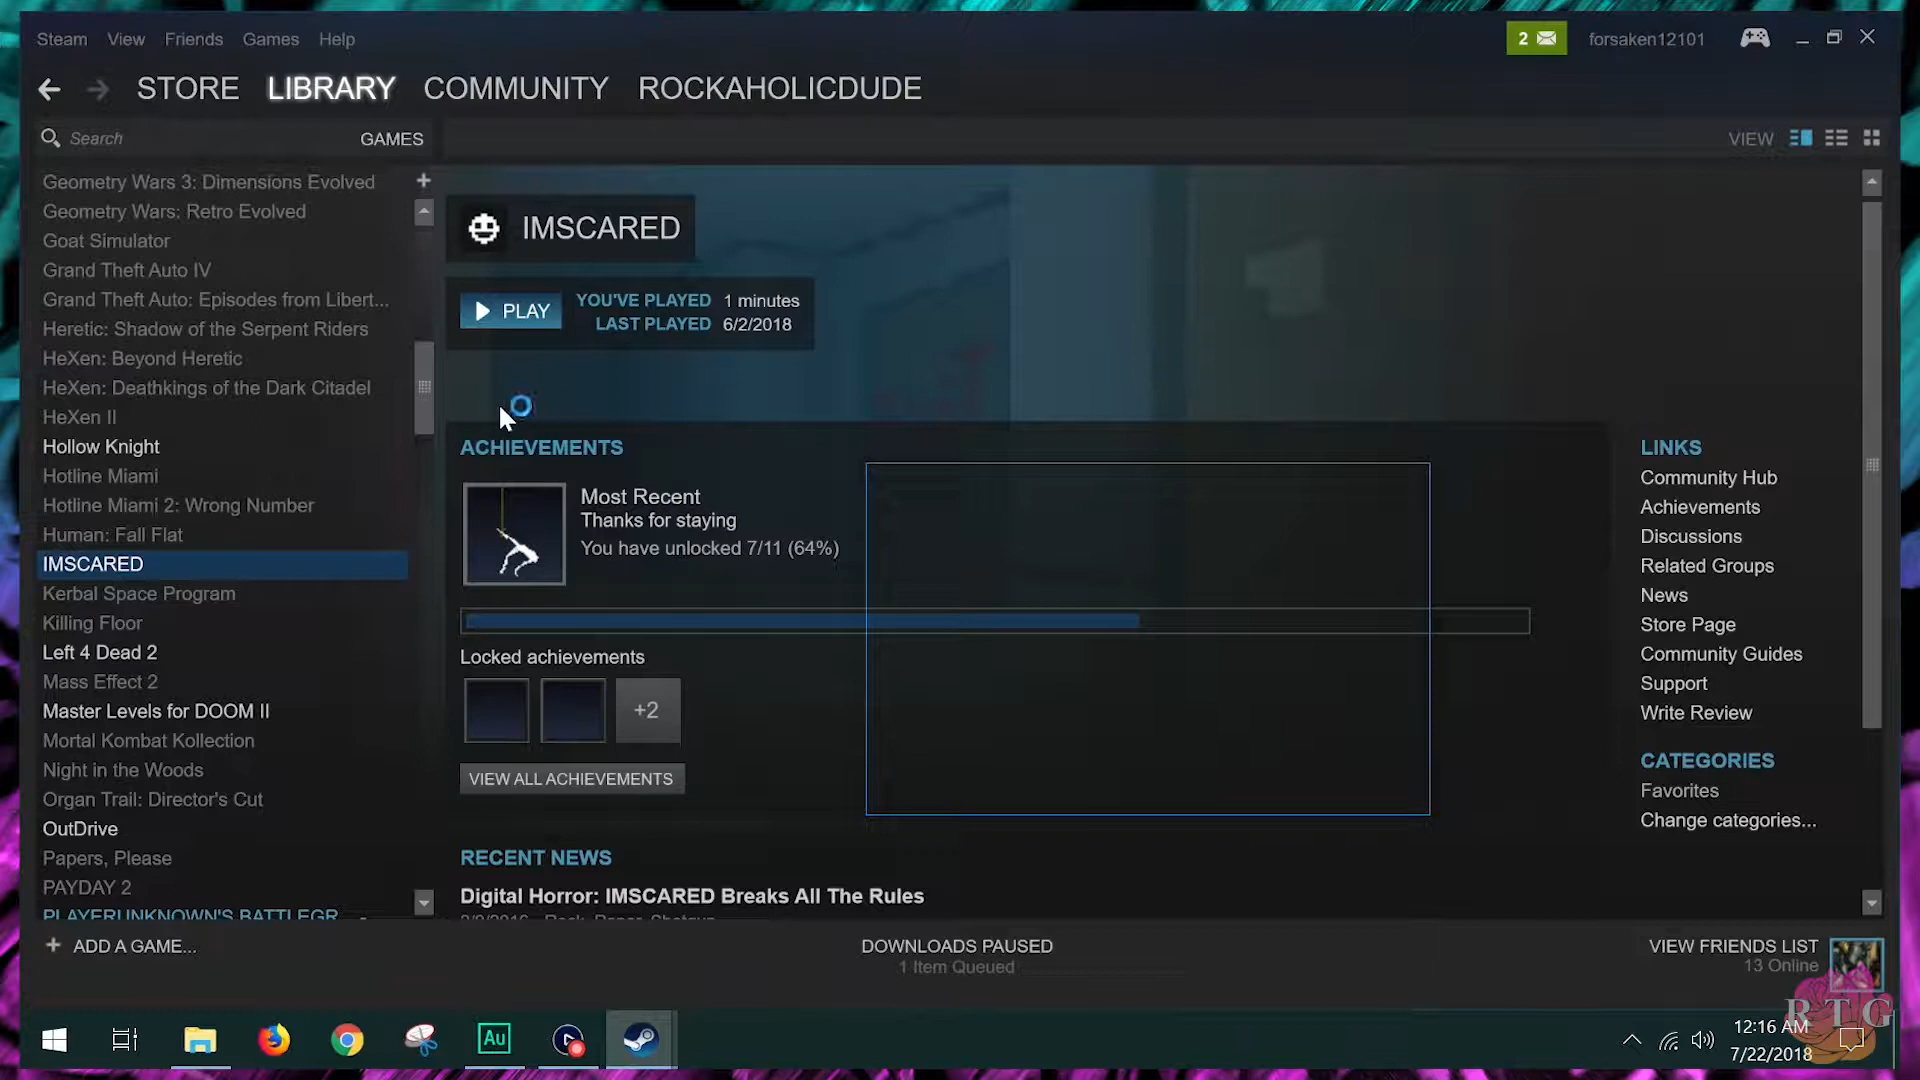 Steam View Friends Games Help
2 forsaken12101
STORE LIBRARY COMMUNITY ROCKAHOLICDUDE
Search GAMES VIEW
Geometry Wars 3: Dimensions Evolved
Geometry Wars: Retro Evolved
Goat Simulator
Grand Theft Auto IV
Grand Theft Auto: Episodes from Libert...
Heretic: Shadow of the Serpent Riders
HeXen: Beyond Heretic
HeXen: Deathkings of the Dark Citadel
HeXen II
Hollow Knight
Hotline Miami
Hotline Miami 2: Wrong Number
Human: Fall Flat
IMSCARED
Kerbal Space Program
Killing Floor
Left 4 Dead 2
Mass Effect 2
Master Levels for DOOM II
Mortal Kombat Kollection
Night in the Woods
Organ Trail: Director's Cut
OutDrive
Papers, Please
PAYDAY 2
PLAYERUNKNOWN'S BATTLEGR
+ ADD A GAME...
IMSCARED
PLAY
YOU'VE PLAYED 1 minutes
LAST PLAYED 6/2/2018
ACHIEVEMENTS
Most Recent
Thanks for staying
You have unlocked 7/11 (64%)
Locked achievements
+2
VIEW ALL ACHIEVEMENTS
RECENT NEWS
Digital Horror: IMSCARED Breaks All The Rules
LINKS
Community Hub
Achievements
Discussions
Related Groups
News
Store Page
Community Guides
Support
Write Review
CATEGORIES
Favorites
Change categories...
DOWNLOADS PAUSED
1 Item Queued
VIEW FRIENDS LIST
13 Online
Au
RTG
12:16 AM
7/22/2018